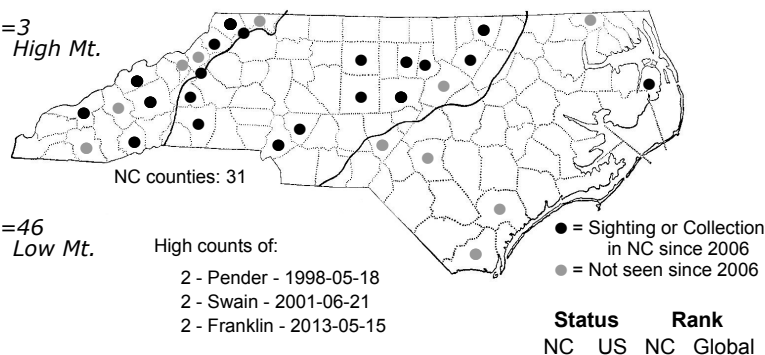 =3
High Mt.
NC counties: 31
=46
Low Mt.
High counts of:
2 - Pender - 1998-05-18
2 - Swain - 2001-06-21
2 - Franklin - 2013-05-15
● = Sighting or Collection
in NC since 2006
● = Not seen since 2006
Status Rank
NC US NC Global